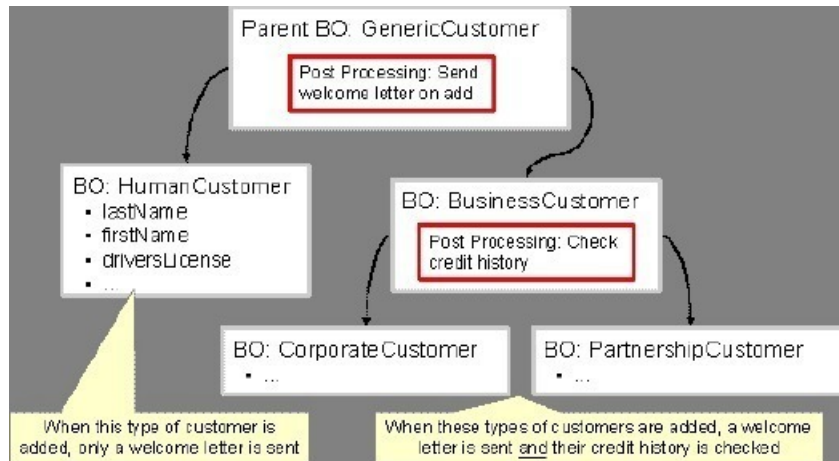 Parent BO: GenericCustomer
Post Processing: Send
welcome letter on add
BO: HumanCustomer
▪ lastName
▪ firstName
▪ driversLicense
▪ ...
BO: BusinessCustomer
Post Processing: Check
credit history
BO: CorporateCustomer
▪ ...
BO: PartnershipCustomer
▪ ...
When this type of customer is
added, only a welcome letter is sent
When these types of customers are added, a welcome
letter is sent and their credit history is checked